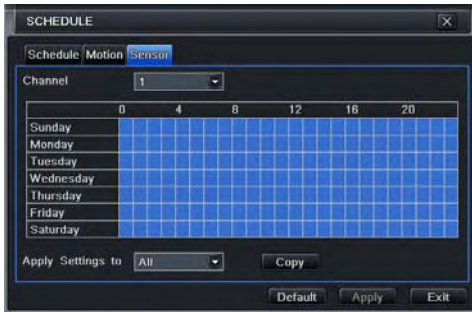 SCHEDULE X
Schedule Motion Sensor
Channel 1
0 4 8 12 16 20
Sunday
Monday
Tuesday
Wednesday
Thursday
Friday
Saturday
Apply Settings to All Copy
Default Apply Exit